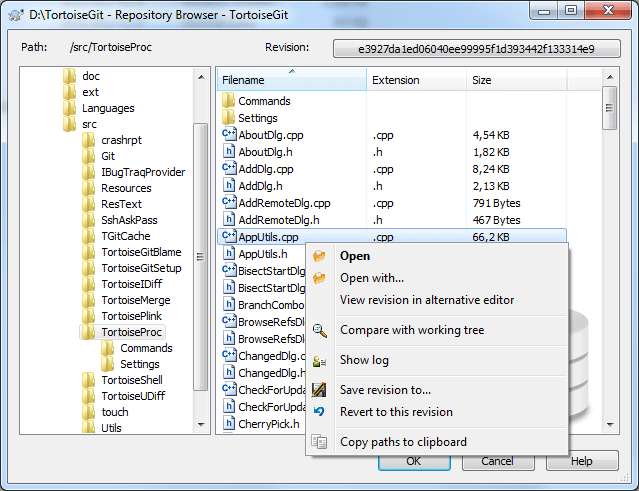 D:\TortoiseGit - Repository Browser - TortoiseGit
Path: /src/TortoiseProc Revision: e3927da1ed06040ee99995f1d393442f133314e9
doc
ext
Languages
src
crashrpt
Git
IBugTraqProvider
Resources
ResText
SshAskPass
TGitCache
TortoiseGitBlame
TortoiseGitSetup
TortoiseIDiff
TortoiseMerge
TortoisePlink
TortoiseProc
Commands
Settings
TortoiseShell
TortoiseUDiff
touch
Utils
Filename Extension Size
Commands
Settings
AboutDlg.cpp .cpp 4,54 KB
AboutDlg.h .h 1,82 KB
AddDlg.cpp .cpp 8,24 KB
AddDlg.h .h 2,13 KB
AddRemoteDlg.cpp .cpp 791 Bytes
AddRemoteDlg.h .h 467 Bytes
AppUtils.cpp .cpp 66,2 KB
AppUtils.h
BisectStartDlg
BisectStartDlg
BranchCombo
BrowseRefsDl
BrowseRefsDl
ChangedDlg.c
ChangedDlg.h
CheckForUpda
CheckForUpda
CherryPick.h
Open
Open with...
View revision in alternative editor
Compare with working tree
Show log
Save revision to...
Revert to this revision
Copy paths to clipboard
OK Cancel Help